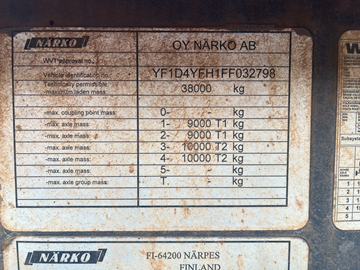 NÄRKO OY NÄRKO AB
WVT approval no.:
Vehicle identification no.: YF1D4YEH1FF032798
Technically permissible
-maximum laden mass: 38000 kg
-max. coupling point mass: 0- - kg
-max. axle mass: 1- 9000 T1 kg
-max. axle mass: 2- 9000 T1 kg
-max. axle mass: 3- 10000 T2 kg
-max. axle mass: 4- 10000 T2 kg
-max. axle mass: 5- - kg
-max. axle group mass: T. - kg
NÄRKO FI-64200 NÄRPES
FINLAND